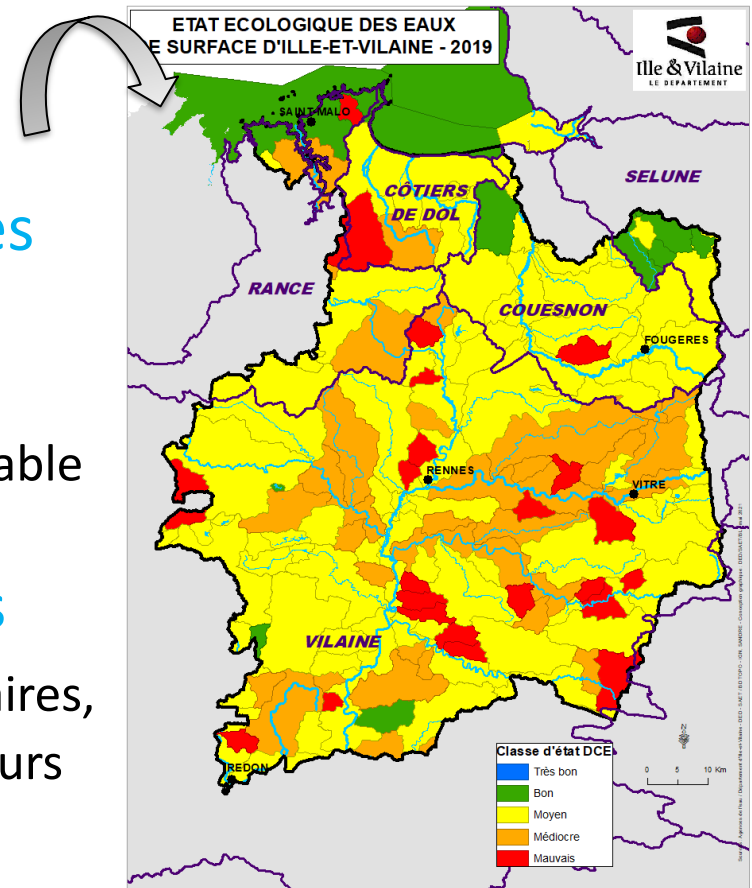 ETAT ECOLOGIQUE DES EAUX
E SURFACE D'ILLE-ET-VILAINE - 2019
Ille & Vilaine
LE DÉPARTEMENT
SAINT MALO
SELUNE
CÔTIERS
DE DOL
es
RANCE
COUESNON
FOUGERES
able
RENNES
VITRE
s
VILAINE
aires,
urs
REDON
Classe d'état DCE
Très bon
Bon
Moyen
Médiocre
Mauvais
N
0 5 10 Km